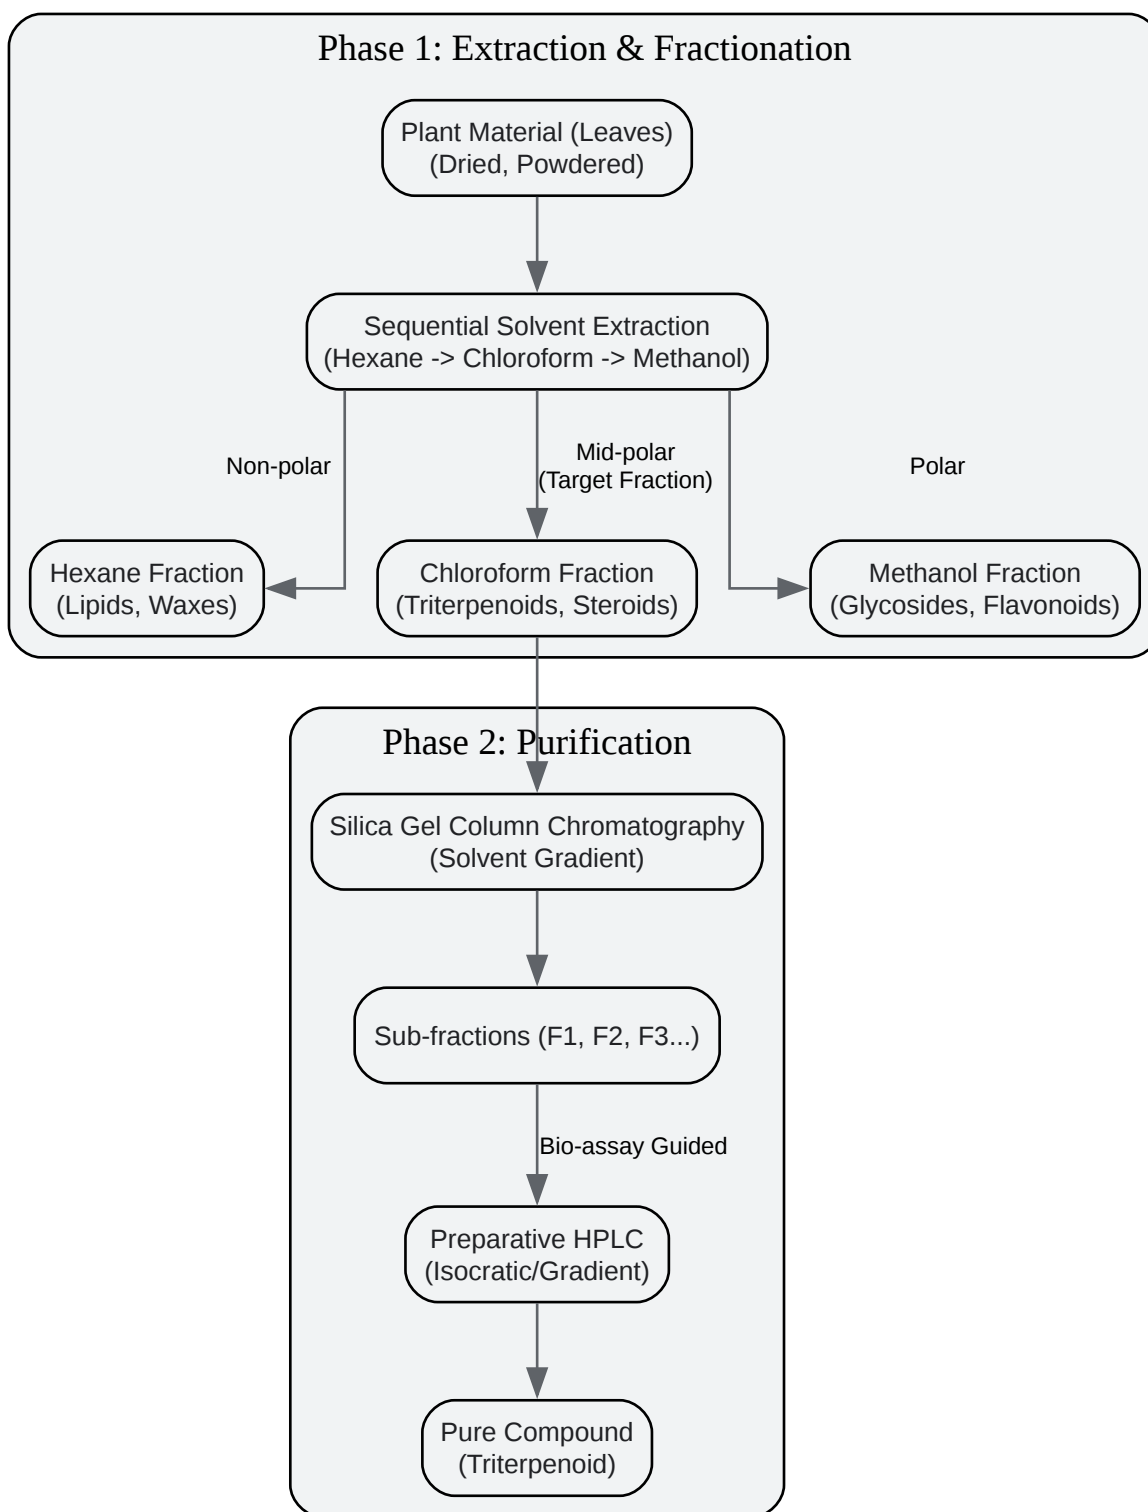 Phase 1: Extraction & Fractionation
Plant Material (Leaves)
(Dried, Powdered)
Sequential Solvent Extraction
(Hexane -> Chloroform -> Methanol)
Non-polar
Mid-polar
(Target Fraction)
Polar
Hexane Fraction
(Lipids, Waxes)
Chloroform Fraction
(Triterpenoids, Steroids)
Methanol Fraction
(Glycosides, Flavonoids)
Phase 2: Purification
Silica Gel Column Chromatography
(Solvent Gradient)
Sub-fractions (F1, F2, F3...)
Bio-assay Guided
Preparative HPLC
(Isocratic/Gradient)
Pure Compound
(Triterpenoid)